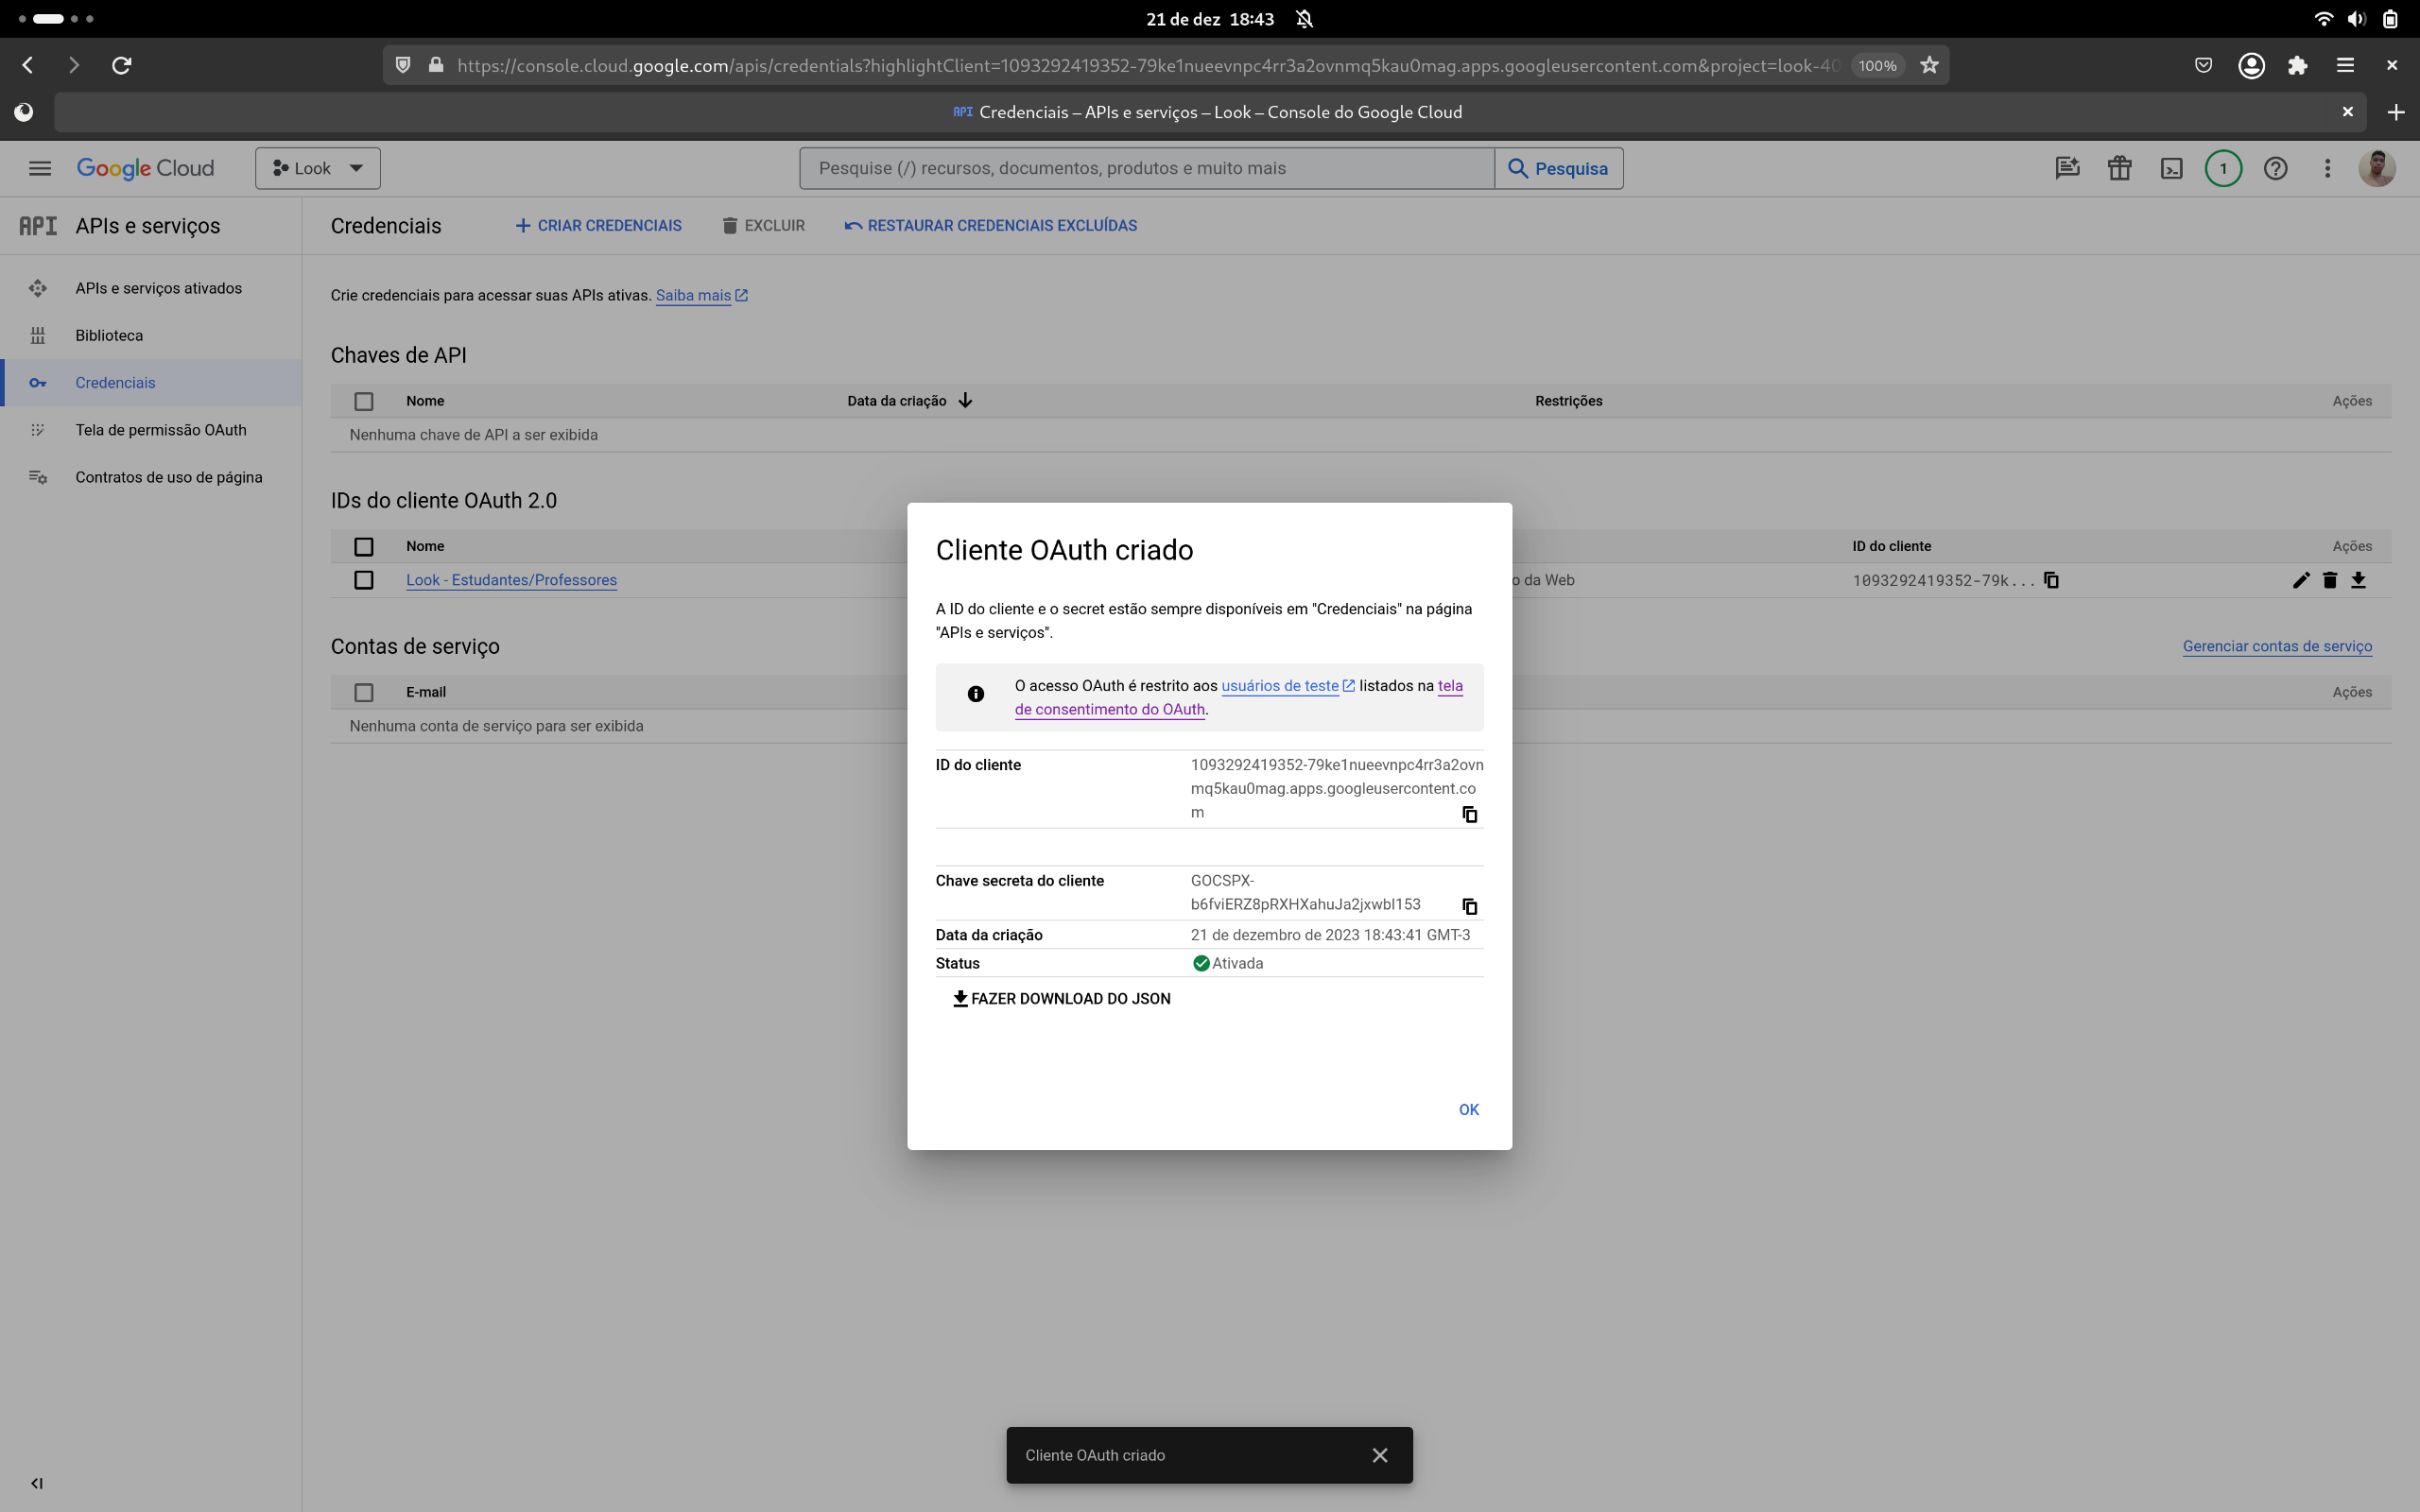 21 de dez 18:43
https://console.cloud.google.com/apis/credentials?highlightClient=1093292419352-79ke1nueevnpc4rr3a2ovnmq5kau0mag.apps.googleusercontent.com&project=look-40
100%
API Credenciais – APIs e serviços – Look – Console do Google Cloud
Google Cloud
Look
Pesquise (/) recursos, documentos, produtos e muito mais
Pesquisa
1
API APIs e serviços
Credenciais
CRIAR CREDENCIAIS
EXCLUIR
RESTAURAR CREDENCIAIS EXCLUÍDAS
APIs e serviços ativados
Biblioteca
Credenciais
Tela de permissão OAuth
Contratos de uso de página
Crie credenciais para acessar suas APIs ativas. Saiba mais
Chaves de API
Nome Data da criação Restrições Ações
Nenhuma chave de API a ser exibida
IDs do cliente OAuth 2.0
Nome ID do cliente Ações
Look - Estudantes/Professores o da Web 1093292419352-79k...
Contas de serviço
Gerenciar contas de serviço
E-mail Ações
Nenhuma conta de serviço para ser exibida
Cliente OAuth criado
A ID do cliente e o secret estão sempre disponíveis em "Credenciais" na página
"APIs e serviços".
O acesso OAuth é restrito aos usuários de teste listados na tela
de consentimento do OAuth.
ID do cliente
1093292419352-79ke1nueevnpc4rr3a2ovn
mq5kau0mag.apps.googleusercontent.co
m
Chave secreta do cliente
GOCSPX-
b6fviERZ8pRXHXahuJa2jxwbI153
Data da criação 21 de dezembro de 2023 18:43:41 GMT-3
Status Ativada
FAZER DOWNLOAD DO JSON
OK
Cliente OAuth criado